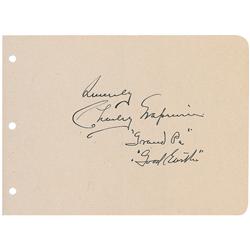 Sincerely
Charley Grapewin
"Grand Pa"
"Good Earth"